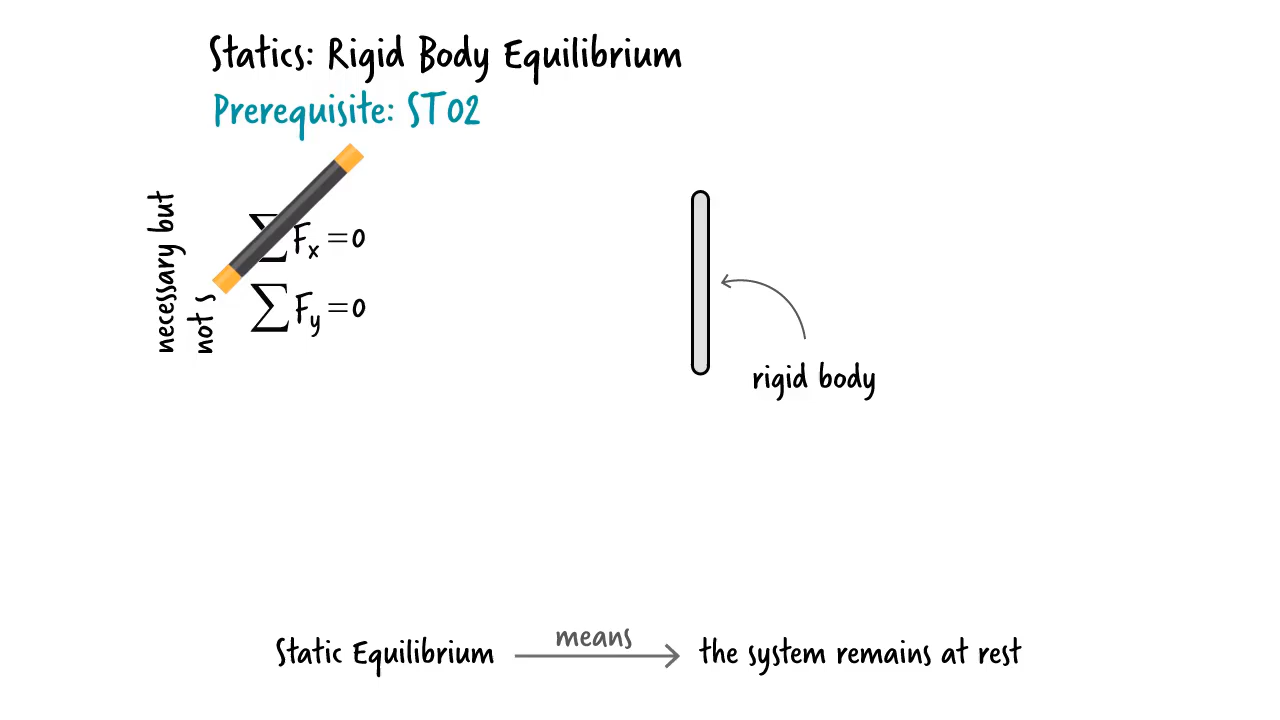 Statics: Rigid Body Equilibrium
Prerequisite: ST02
necessary but
not s
∑Fx=0
∑Fy=0
rigid body
means
Static Equilibrium
the system remains at rest